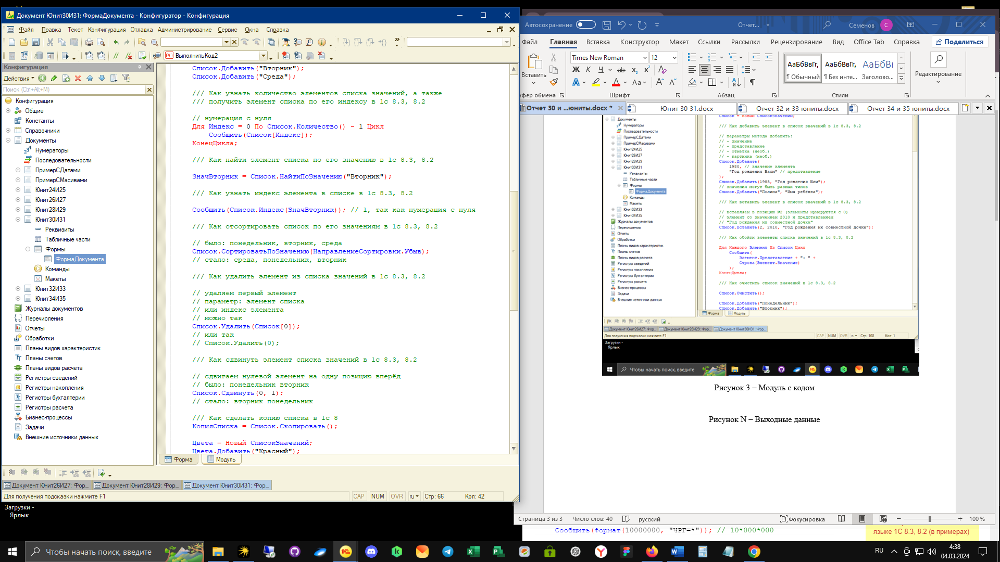 Документ Юнит30И31: ФормаДокумента - Конфигуратор - Конфигурация
Файл Правка Текст Конфигурация Отладка Администрирование Сервис Окна Справка
ВыполнитьКод2
Конфигурация
Действия
Поиск (Ctrl+Alt+M)
Конфигурация
Общие
Константы
Справочники
Документы
Нумераторы
Последовательности
ПримерСДатами
ПримерСМасивами
Юнит24И25
Юнит26И27
Юнит28И29
Юнит30И31
Реквизиты
Табличные части
Формы
ФормаДокумента
Команды
Макеты
Юнит32И33
Юнит34И35
Журналы документов
Перечисления
Отчеты
Обработки
Планы видов характеристик
Планы счетов
Планы видов расчета
Регистры сведений
Регистры накопления
Регистры бухгалтерии
Регистры расчета
Бизнес-процессы
Задачи
Внешние источники данных
Список.Добавить("Вторник");
Список.Добавить("Среда");
/// Как узнать количество элементов списка значений, а также
/// получить элемент списка по его индексу в 1с 8.3, 8.2
// нумерация с нуля
Для Индекс = 0 По Список.Количество() - 1 Цикл
Сообщить(Список[Индекс]);
КонецЦикла;
/// Как найти элемент списка по его значению в 1с 8.3, 8.2
ЗначВторник = Список.НайтиПоЗначению("Вторник");
/// Как узнать индекс элемента в списке в 1с 8.3, 8.2
Сообщить(Список.Индекс(ЗначВторник)); // 1, так как нумерация с нуля
/// Как отсортировать список по его значениям в 1с 8.3, 8.2
// было: понедельник, вторник, среда
Список.СортироватьПоЗначению(НаправлениеСортировки.Убыв);
// стало: среда, понедельник, вторник
/// Как удалить элемент из списка значений в 1с 8.3, 8.2
// удаляем первый элемент
// параметр: элемент списка
// или индекс элемента
// можно так
Список.Удалить(Список[0]);
// или так
// Список.Удалить(0);
/// Как сдвинуть элемент списка значений в 1с 8.3, 8.2
// сдвигаем нулевой элемент на одну позицию вперёд
// было: понедельник вторник
Список.Сдвинуть(0, 1);
// стало: вторник понедельник
/// Как сделать копию списка в 1с 8
КопияСписка = Список.Скопировать();
Цвета = Новый СписокЗначений;
Цвета.Добавить("Красный");
Форма Модуль
Документ Юнит26И27: Фор... Документ Юнит28И29: Фор... Документ Юнит30И31: Фор...
Для получения подсказки нажмите F1 CAP NUM OVR ru Стр: 66 Кол: 42
Загрузки -
Ярлык
Автосохранение Отчет... Семенов С
Файл Главная Вставка Конструктор Макет Ссылки Рассылки Рецензирование Вид Office Tab Справка Поделиться
Вставить
Times New Roman 12
Ж К Ч ab x₂ x²
А А Аа А А
АаБбВвГг, АаБбВвГг, АаБбВ
¶ Обычный ¶ Без инте... Заголово...
Редактирование
уфер обмена Шрифт Абзац Стили
Отчет 30 и ...юниты.docx * Юнит 30 31.docx Отчет 32 и 33 юниты.docx Отчет 34 и 35 юниты.docx
Документы
Нумераторы
Последовательности
ПримерСДатами
ПримерСМасивами
Юнит24И25
Юнит26И27
Юнит28И29
Юнит30И31
Реквизиты
Табличные части
Формы
ФормаДокумента
Команды
Макеты
Юнит32И33
Юнит34И35
Журналы документов
Перечисления
Отчеты
Обработки
Планы видов характеристик
Планы счетов
Планы видов расчета
Регистры сведений
Регистры накопления
Регистры бухгалтерии
Регистры расчета
Бизнес-процессы
Задачи
Внешние источники данных
Список = Новый СписокЗначений;
/// Как добавить элемент в список значений в 1с 8.3, 8.2
// параметры метода добавить:
// - значение
// - представление
// - отметка (необ.)
// - картинка (необ.)
Список.Добавить(
1980, // значение элемента
"Год рождения Васи" // представление
);
Список.Добавить(1985, "Год рождения Юли");
// значения могут быть разных типов
Список.Добавить("Полина", "Имя ребёнка");
/// Как вставить элемент в список значений в 1с 8.3, 8.2
// вставляем в позицию №2 (элементы нумеруются с 0)
// элемент со значением 2010 и представлением
// "Год рождения их совместной дочки"
Список.Вставить(2, 2010, "Год рождения их совместной дочки");
/// Как обойти элементы списка значений в 1с 8.3, 8.2
Для Каждого Элемент Из Список Цикл
Сообщить(
Элемент.Представление + ": " +
Строка(Элемент.Значение)
);
КонецЦикла;
/// Как очистить список значений в 1с 8.3, 8.2
Список.Очистить();
Список.Добавить("Понедельник");
Список.Добавить("Вторник");
Форма Модуль
Документ Юнит26И27: Фор... Документ Юнит28И29: Фор... Документ Юнит30И31: Фор...
Для получения подсказки нажмите F1 CAP NUM OVR ru Стр: 168 Кол: 1
Загрузки -
Ярлык
Чтобы начать поиск, введите
Рисунок 3 – Модуль с кодом
Рисунок N – Выходные данные
Страница 3 из 3 Число слов: 40 русский Фокусировка 100 %
Сообщить(Формат(10000000, "ЧРГ=*")); // 10*000*000
языке 1С 8.3, 8.2 (в примерах)
Чтобы начать поиск, введите
RU 4:38
04.03.2024